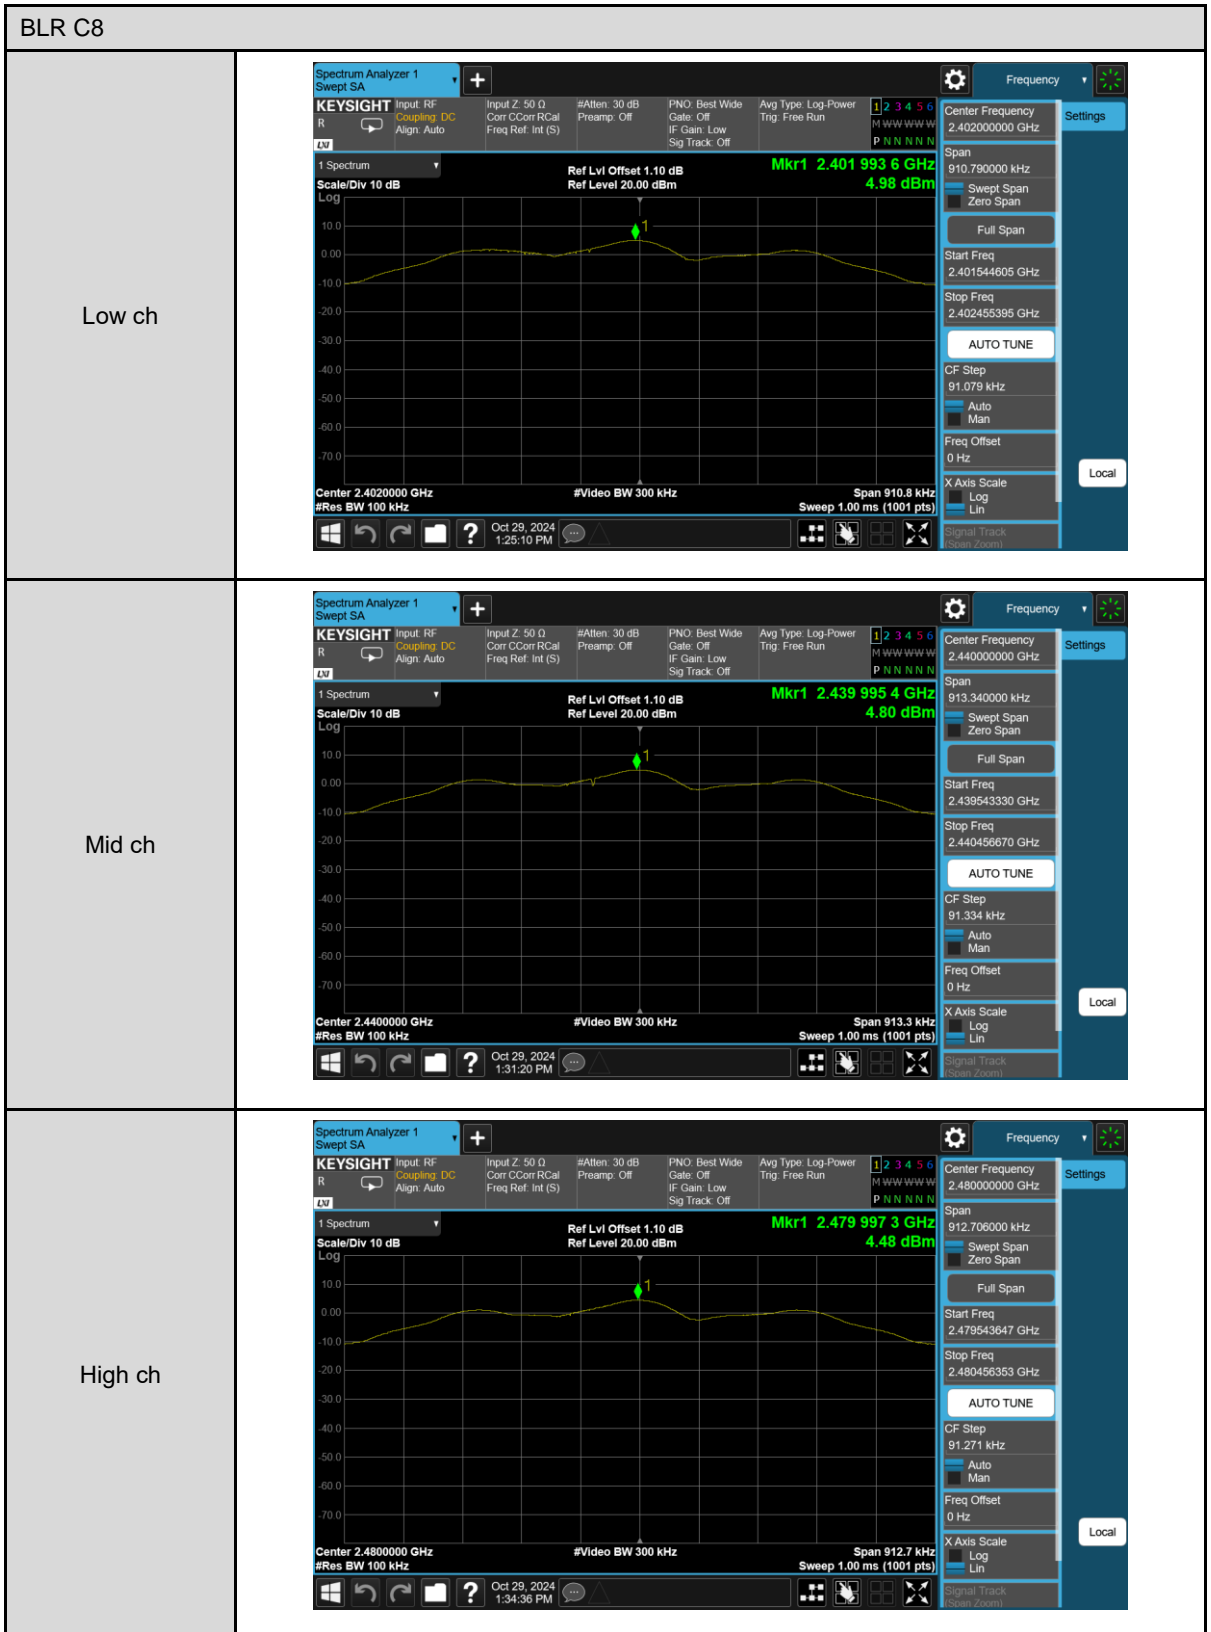 BLR C8
Low ch
Spectrum Analyzer 1
Swept SA
Frequency
KEYSIGHT
R
LXI
Input: RF
Coupling: DC
Align: Auto
Input Z: 50 Ω
Corr CCorr RCal
Freq Ref: Int (S)
#Atten: 30 dB
Preamp: Off
PNO: Best Wide
Gate: Off
IF Gain: Low
Sig Track: Off
Avg Type: Log-Power
Trig: Free Run
1 2 3 4 5 6
M W W W W W
P N N N N N
1 Spectrum
Scale/Div 10 dB
Ref Lvl Offset 1.10 dB
Ref Level 20.00 dBm
Mkr1 2.401 993 6 GHz
4.98 dBm
Log
1
10.0
0.00
-10.0
-20.0
-30.0
-40.0
-50.0
-60.0
-70.0
Center 2.4020000 GHz
#Res BW 100 kHz
#Video BW 300 kHz
Span 910.8 kHz
Sweep 1.00 ms (1001 pts)
Oct 29, 2024
1:25:10 PM
Center Frequency
2.402000000 GHz
Settings
Span
910.790000 kHz
Swept Span
Zero Span
Full Span
Start Freq
2.401544605 GHz
Stop Freq
2.402455395 GHz
AUTO TUNE
CF Step
91.079 kHz
Auto
Man
Freq Offset
0 Hz
Local
X Axis Scale
Log
Lin
Signal Track
(Span Zoom)
Mid ch
Spectrum Analyzer 1
Swept SA
Frequency
KEYSIGHT
R
LXI
Input: RF
Coupling: DC
Align: Auto
Input Z: 50 Ω
Corr CCorr RCal
Freq Ref: Int (S)
#Atten: 30 dB
Preamp: Off
PNO: Best Wide
Gate: Off
IF Gain: Low
Sig Track: Off
Avg Type: Log-Power
Trig: Free Run
1 2 3 4 5 6
M W W W W W
P N N N N N
1 Spectrum
Scale/Div 10 dB
Ref Lvl Offset 1.10 dB
Ref Level 20.00 dBm
Mkr1 2.439 995 4 GHz
4.80 dBm
Log
1
10.0
0.00
-10.0
-20.0
-30.0
-40.0
-50.0
-60.0
-70.0
Center 2.4400000 GHz
#Res BW 100 kHz
#Video BW 300 kHz
Span 913.3 kHz
Sweep 1.00 ms (1001 pts)
Oct 29, 2024
1:31:20 PM
Center Frequency
2.440000000 GHz
Settings
Span
913.340000 kHz
Swept Span
Zero Span
Full Span
Start Freq
2.439543330 GHz
Stop Freq
2.440456670 GHz
AUTO TUNE
CF Step
91.334 kHz
Auto
Man
Freq Offset
0 Hz
Local
X Axis Scale
Log
Lin
Signal Track
(Span Zoom)
High ch
Spectrum Analyzer 1
Swept SA
Frequency
KEYSIGHT
R
LXI
Input: RF
Coupling: DC
Align: Auto
Input Z: 50 Ω
Corr CCorr RCal
Freq Ref: Int (S)
#Atten: 30 dB
Preamp: Off
PNO: Best Wide
Gate: Off
IF Gain: Low
Sig Track: Off
Avg Type: Log-Power
Trig: Free Run
1 2 3 4 5 6
M W W W W W
P N N N N N
1 Spectrum
Scale/Div 10 dB
Ref Lvl Offset 1.10 dB
Ref Level 20.00 dBm
Mkr1 2.479 997 3 GHz
4.48 dBm
Log
1
10.0
0.00
-10.0
-20.0
-30.0
-40.0
-50.0
-60.0
-70.0
Center 2.4800000 GHz
#Res BW 100 kHz
#Video BW 300 kHz
Span 912.7 kHz
Sweep 1.00 ms (1001 pts)
Oct 29, 2024
1:34:36 PM
Center Frequency
2.480000000 GHz
Settings
Span
912.706000 kHz
Swept Span
Zero Span
Full Span
Start Freq
2.479543647 GHz
Stop Freq
2.480456353 GHz
AUTO TUNE
CF Step
91.271 kHz
Auto
Man
Freq Offset
0 Hz
Local
X Axis Scale
Log
Lin
Signal Track
(Span Zoom)